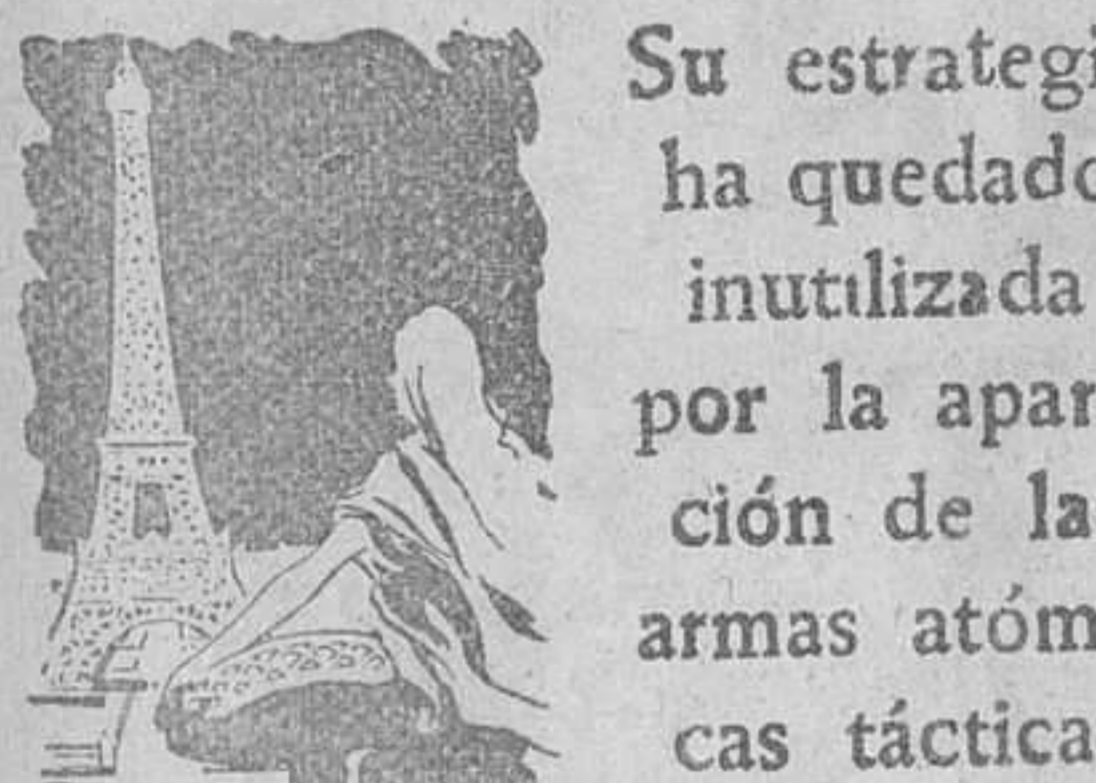 Su estrategi
ha quedado
inutilizada
por la apar
ción de la
armas atóm
cas táctica